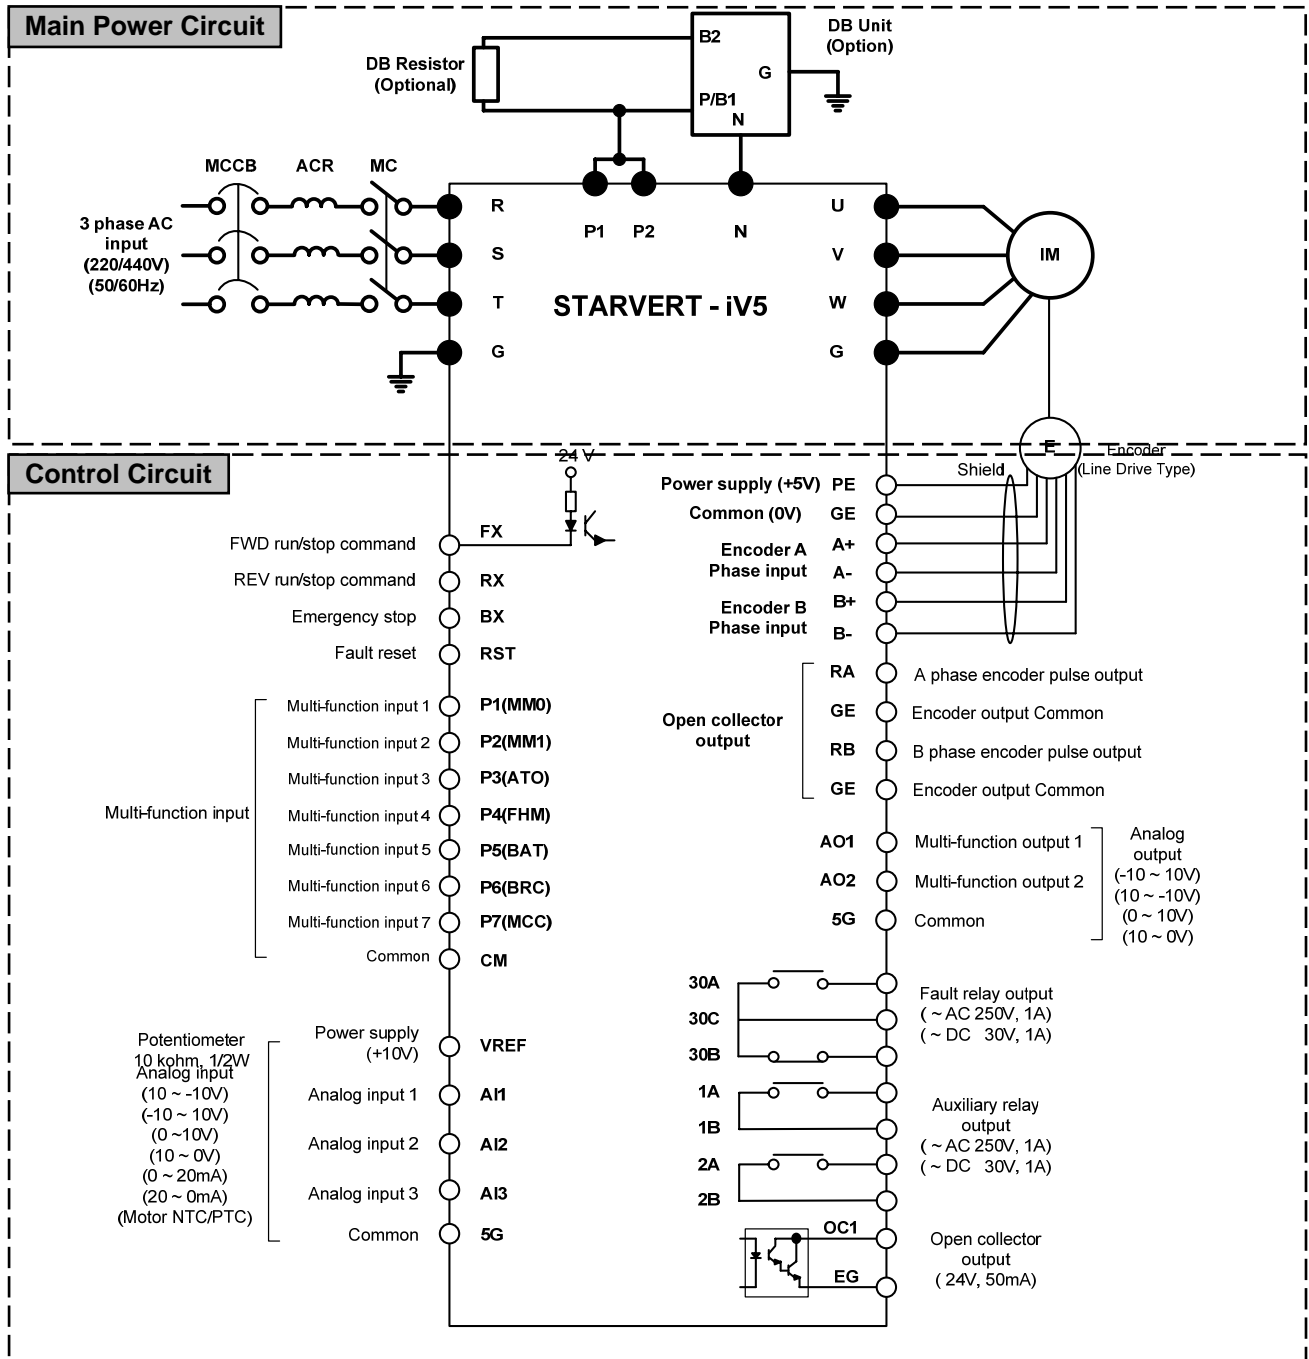 Main Power Circuit
DB Resistor
(Optional)
B2
G
P/B1
N
DB Unit
(Option)
MCCB
ACR
MC
3 phase AC
input
(220/440V)
(50/60Hz)
R
S
T
G
P1
P2
N
STARVERT - iV5
U
V
W
G
IM
E
Encoder
(Line Drive Type)
Shield
Control Circuit
24 V
FWD run/stop command
FX
REV run/stop command
RX
Emergency stop
BX
Fault reset
RST
Multi-function input
Multi-function input 1
P1(MM0)
Multi-function input 2
P2(MM1)
Multi-function input 3
P3(ATO)
Multi-function input 4
P4(FHM)
Multi-function input 5
P5(BAT)
Multi-function input 6
P6(BRC)
Multi-function input 7
P7(MCC)
Common
CM
Potentiometer
10 kohm, 1/2W
Analog input
(10 ~ -10V)
(-10 ~ 10V)
(0 ~10V)
(10 ~ 0V)
(0 ~ 20mA)
(20 ~ 0mA)
(Motor NTC/PTC)
Power supply
(+10V)
VREF
Analog input 1
AI1
Analog input 2
AI2
Analog input 3
AI3
Common
5G
Power supply (+5V)
PE
Common (0V)
GE
Encoder A
Phase input
A+
A-
Encoder B
Phase input
B+
B-
Open collector
output
RA
A phase encoder pulse output
GE
Encoder output Common
RB
B phase encoder pulse output
GE
Encoder output Common
AO1
Multi-function output 1
AO2
Multi-function output 2
5G
Common
Analog
output
(-10 ~ 10V)
(10 ~ -10V)
(0 ~ 10V)
(10 ~ 0V)
30A
30C
30B
Fault relay output
( ~ AC 250V, 1A)
( ~ DC 30V, 1A)
1A
1B
2A
2B
Auxiliary relay
output
( ~ AC 250V, 1A)
( ~ DC 30V, 1A)
OC1
EG
Open collector
output
( 24V, 50mA)